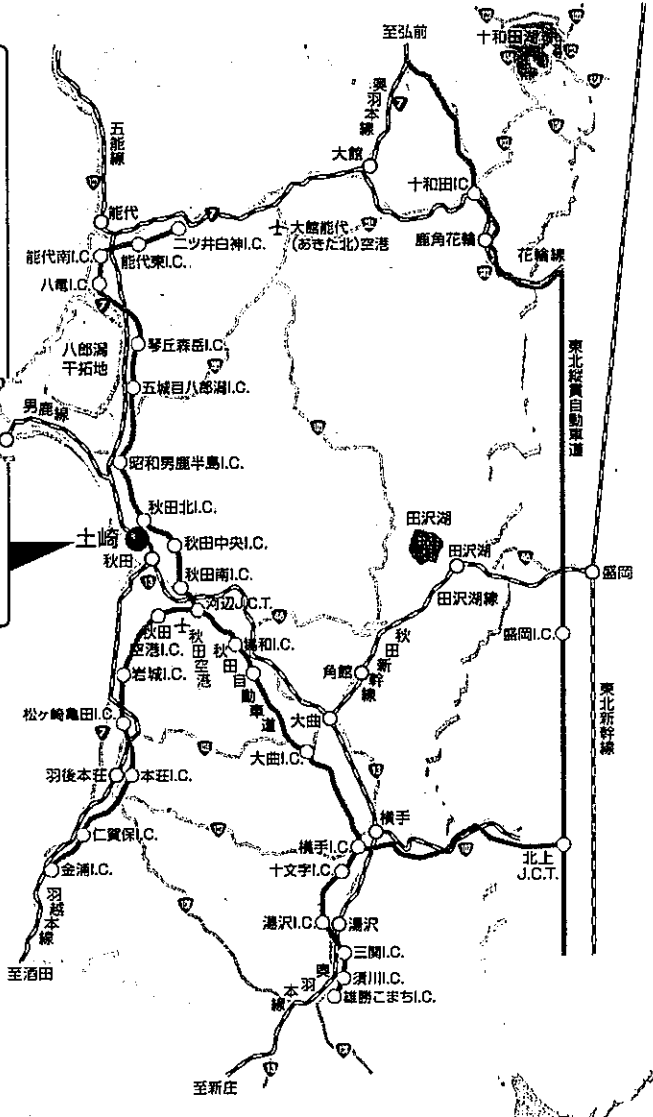 至弘前
十和田湖
奥羽本線
7
五能線
大館
十和田I.C.
能代
7
二ツ井白神I.C.
大館能代
(あきた北)空港
鹿角花輪
花輪線
能代南I.C.
能代東I.C.
八竜I.C.
7
八郎潟
干拓地
琴丘森岳I.C.
東北縦貫自動車道
五城目八郎潟I.C.
男鹿線
昭和男鹿半島I.C.
秋田北I.C.
土崎
秋田中央I.C.
田沢湖
田沢湖
盛岡
秋田
13
秋田南I.C.
田沢湖線
河辺J.C.T.
秋田
空港I.C.
秋田空港
協和I.C.
秋田新幹線
盛岡I.C.
岩城I.C.
秋田自動車道
角館
東北新幹線
松ヶ崎亀田I.C.
大曲
7
大曲I.C.
13
羽後本荘
本荘I.C.
横手
仁賀保I.C.
横手I.C.
北上
J.C.T.
金浦I.C.
十文字I.C.
羽越本線
湯沢I.C.
湯沢
三関I.C.
至酒田
奥羽本線
須川I.C.
雄勝こまちI.C.
13
至新庄